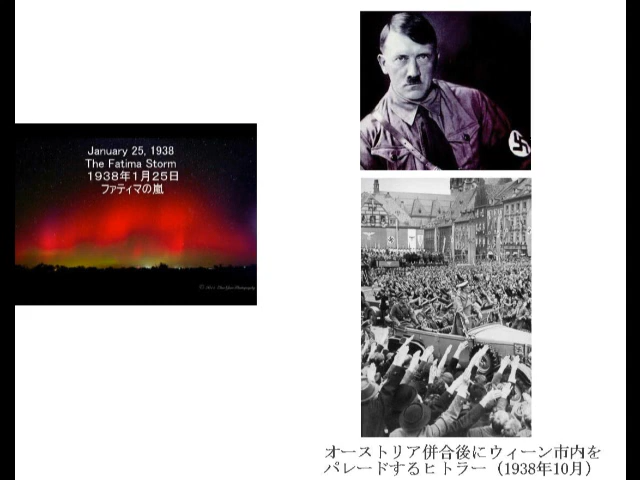 January 25, 1938
The Fatima Storm
1938年1月25日
ファティマの嵐
オーストリア併合後にウィーン市内を
パレードするヒトラー（1938年10月）